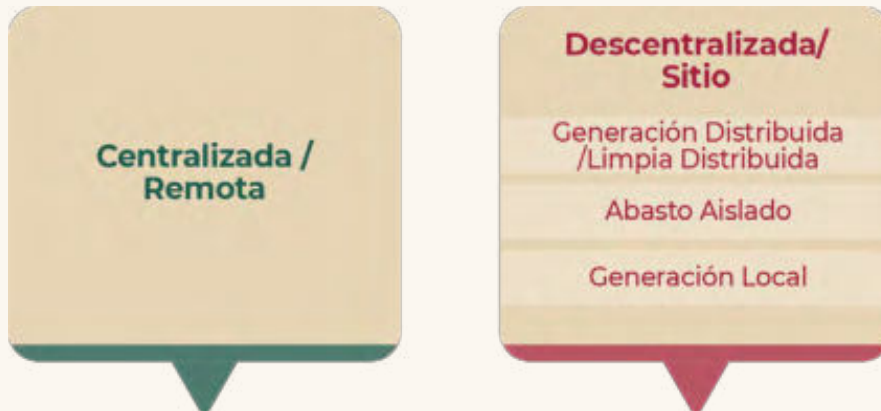 Centralizada /
Remota
Descentralizada/
Sitio
Generación Distribuida
/Limpia Distribuida
Abasto Aislado
Generación Local